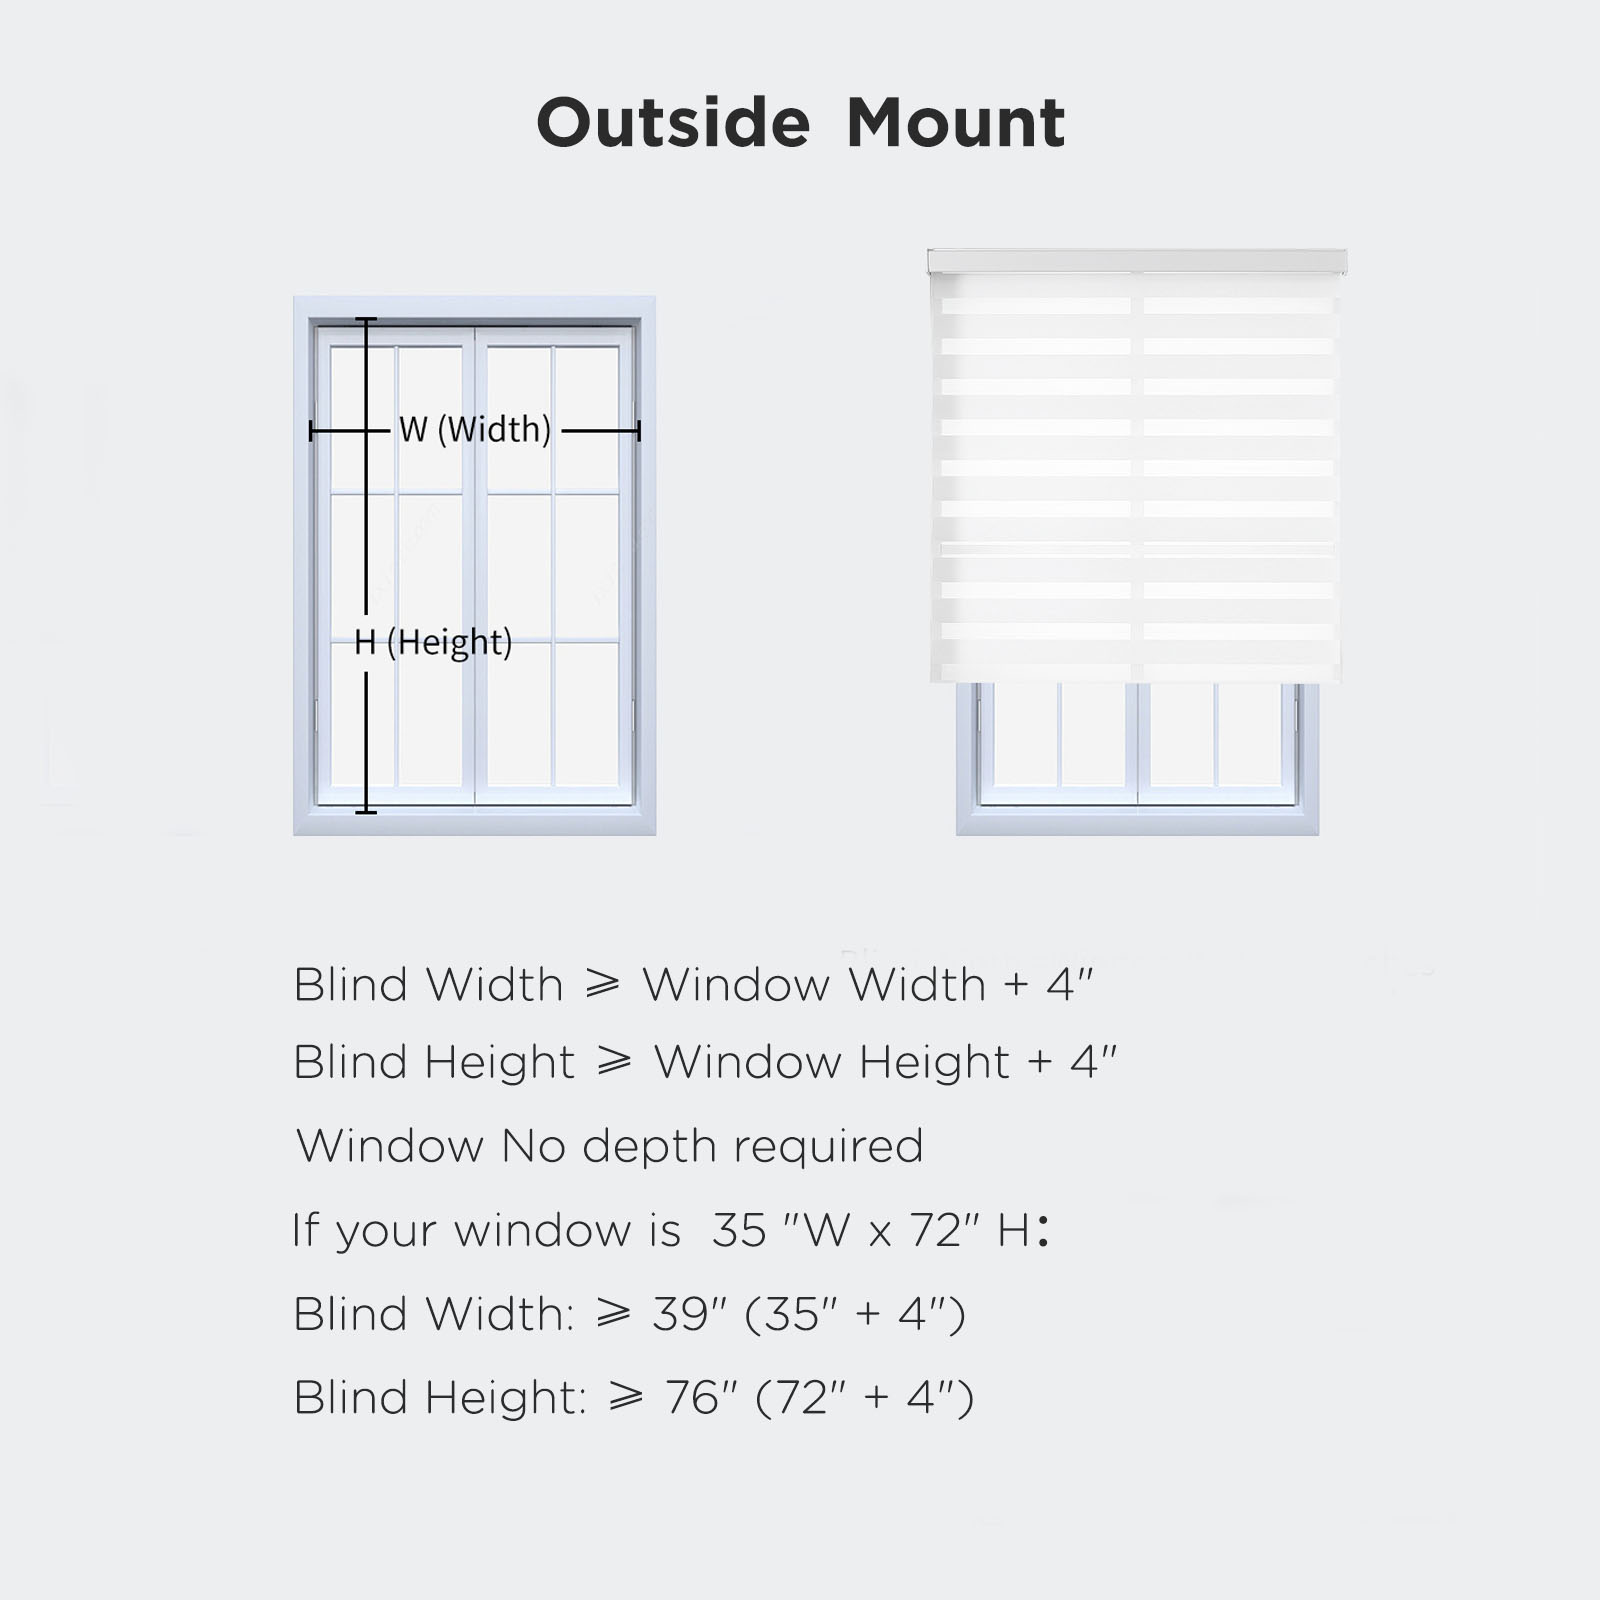 Outside Mount
W (Width)
H (Height)
Blind Width ⩾ Window Width + 4"
Blind Height ⩾ Window Height + 4"
Window No depth required
If your window is 35 "W x 72" H:
Blind Width: ⩾ 39" (35" + 4")
Blind Height: ⩾ 76" (72" + 4")